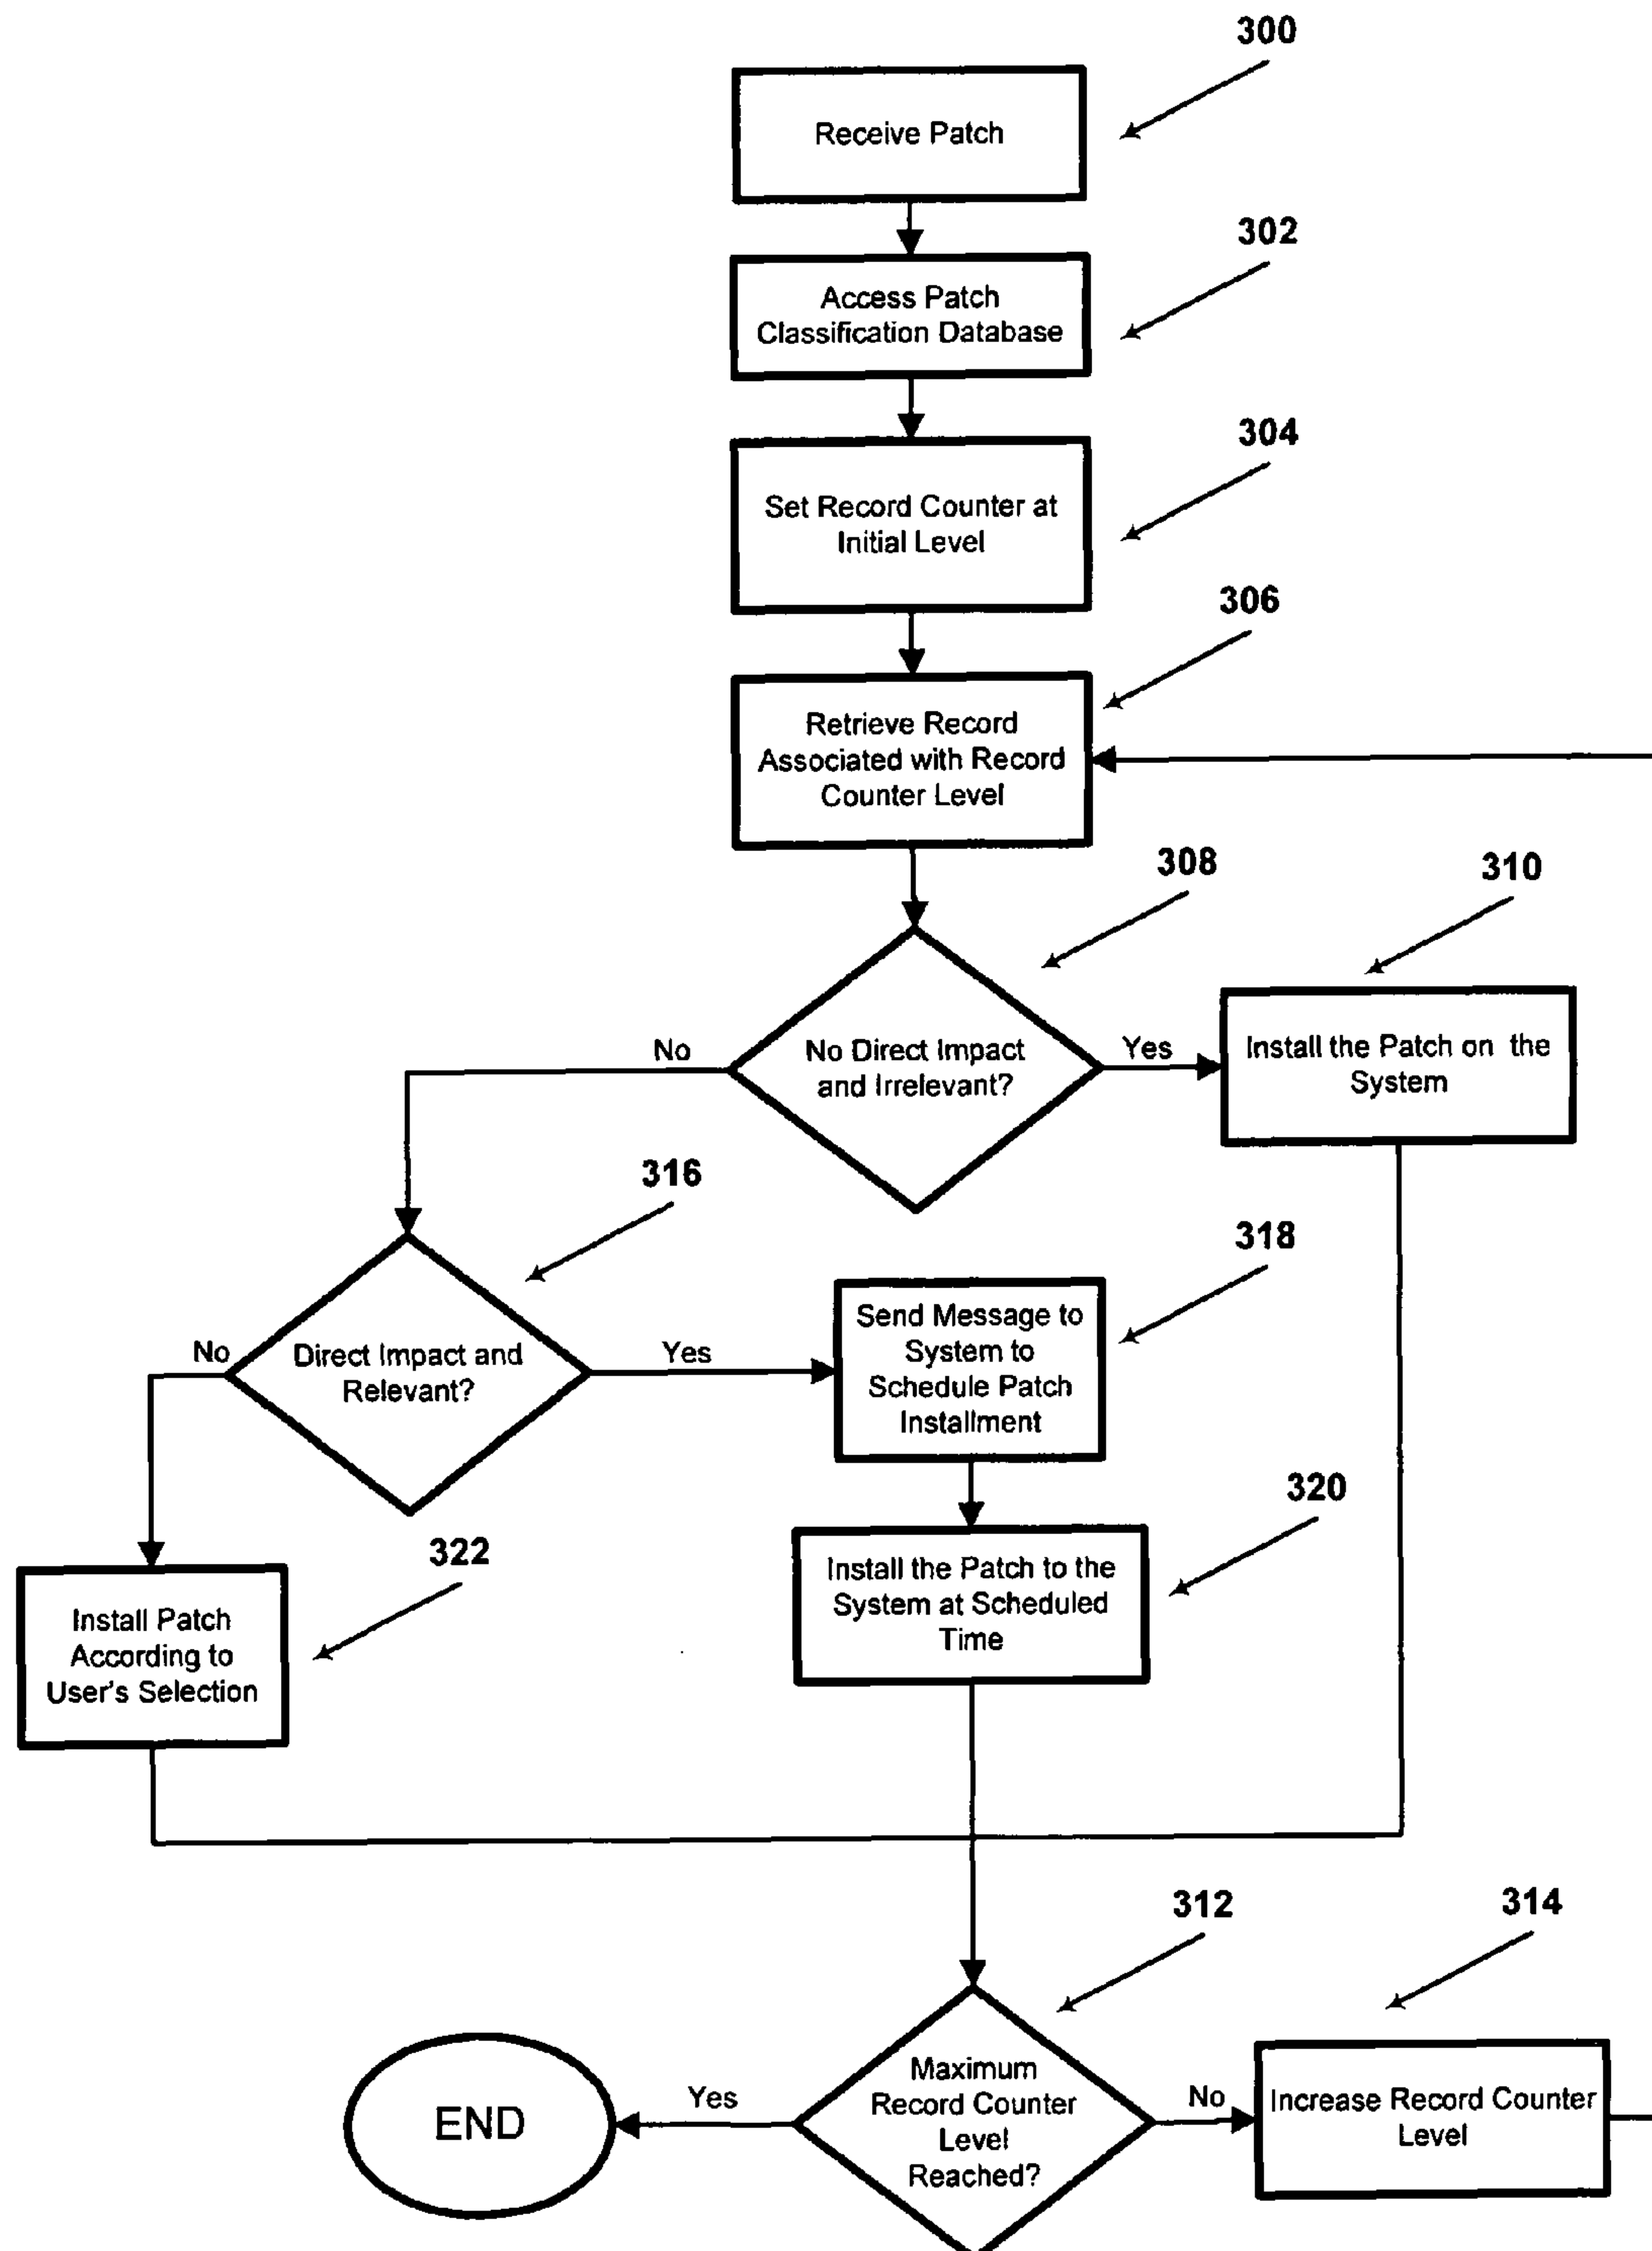 300
Receive Patch
302
Access Patch
Classification Database
304
Set Record Counter at
Initial Level
306
Retrieve Record
Associated with Record
Counter Level
308
310
No Direct Impact
and Irrelevant?
No
Yes
Install the Patch on the
System
316
318
Direct Impact and
Relevant?
No
Yes
Send Message to
System to
Schedule Patch
Installment
320
322
Install the Patch to the
System at Scheduled
Time
Install Patch
According to
User's Selection
312
314
Maximum
Record Counter
Level
Reached?
Yes
No
END
Increase Record Counter
Level